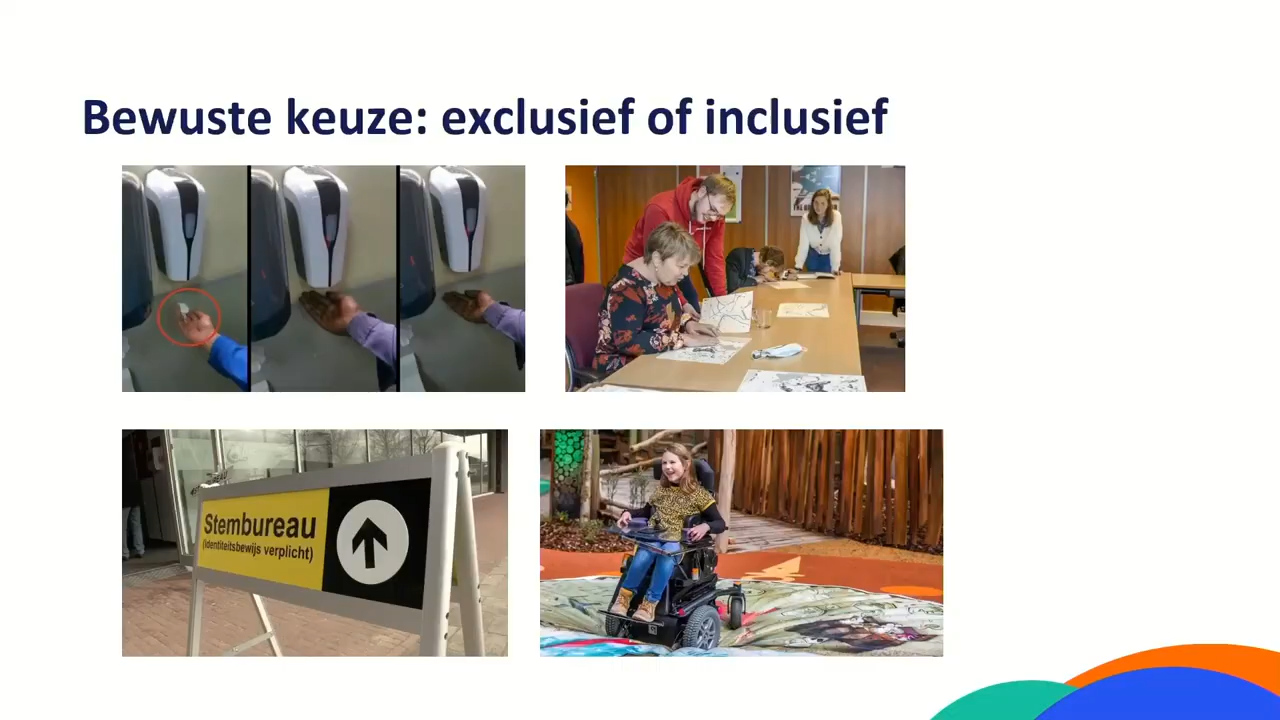 Bewuste keuze: exclusief of inclusief
Stembureau
(Identiteitsbewijs verplicht)